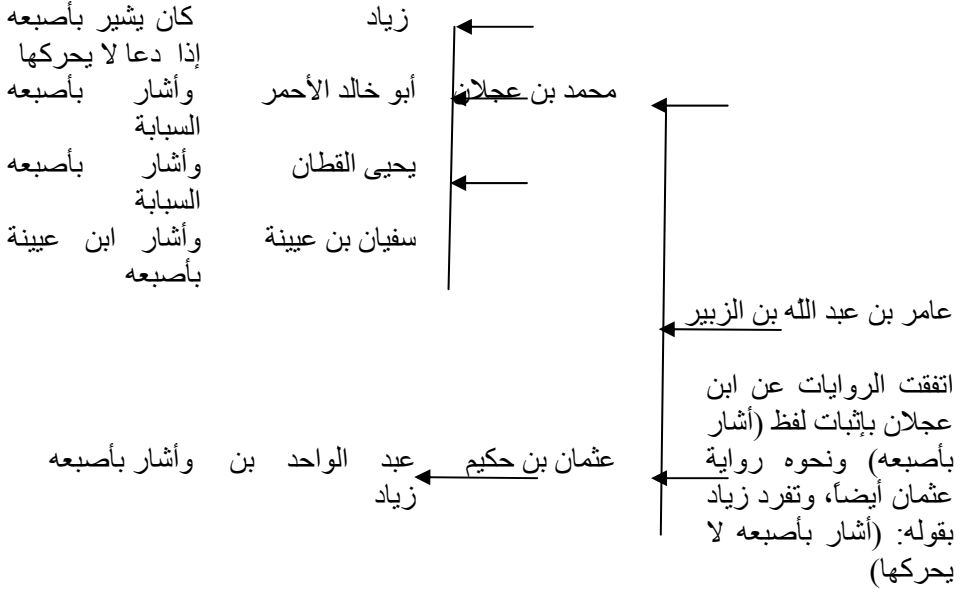 زياد كان يشير بأصبعه
إذا دعا لا يحركها
محمد بن عجلان أبو خالد الأحمر وأشار بأصبعه
السبابة
يحيى القطان وأشار بأصبعه
السبابة
سفيان بن عيينة وأشار ابن عيينة
بأصبعه
عامر بن عبد الله بن الزبير
اتفقت الروايات عن ابن
عجلان بإثبات لفظ (أشار
بأصبعه) ونحوه رواية
عثمان أيضاً، وتفرد زياد
بقوله: (أشار بأصبعه لا
يحركها)
عثمان بن حكيم عبد الواحد بن وأشار بأصبعه
زياد